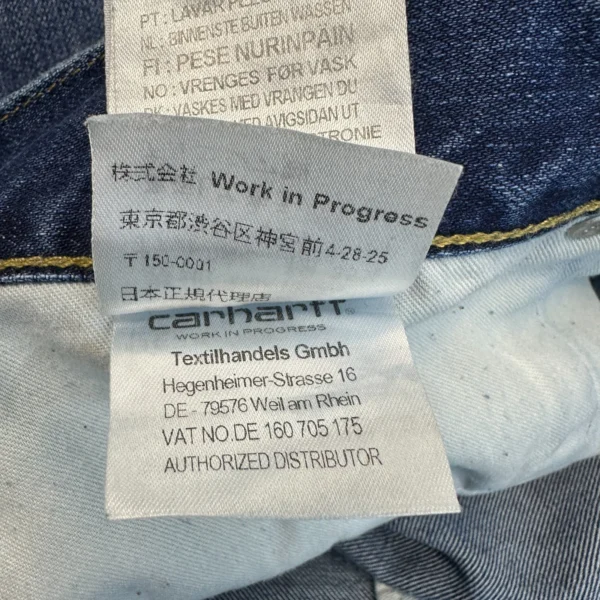 PT : LAVAR
NL: BINNENSTE BUITEN WASSEN
FI : PESE NURINPAIN
NO : VRENGES FØR VASK
DK : VASKES MED VRANGEN DU
MED AVIGSIDAN UT
株式会社 Work in Progress
東京都渋谷区神宮前4-28-25
〒150-0001
日本正規代理店
carhartt®
WORK IN PROGRESS
Textilhandels Gmbh
Hegenheimer-Strasse 16
DE - 79576 Weil am Rhein
VAT NO.DE 160 705 175
AUTHORIZED DISTRIBUTOR